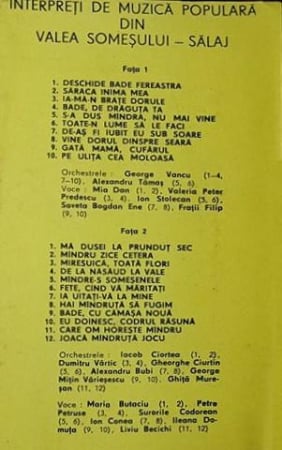 INTERPREȚI DE MUZICĂ POPULARĂ
DIN
VALEA SOMEȘULUI – SĂLAJ
Fața 1
1. DESCHIDE BADE FEREASTRA
2. SĂRACA INIMA MEA
3. IA-MĂ-N BRAȚE DORULE
4. BADE, DE DRĂGUȚA TA
5. S-A DUS MÎNDRA, NU MAI VINE
6. TOATE-N LUME SĂ LE FACI
7. DE-AȘ FI IUBIT EU SUB SOARE
8. VINE DORUL DINSPRE SEARĂ
9. GATĂ MAMĂ, CUFĂRUL
10. PE ULIȚA CEA MOLOASĂ
Orchestrele: George Vancu (1–4,
7–10), Alexandru Tămaș (5, 6)
Voce: Mia Dan (1, 2), Valeria Peter
Predescu (3, 4), Ion Stolecan (5, 6),
Saveta Bogdan Ene (7, 8), Frații Filip
(9, 10)
Fața 2
1. MĂ DUSEI LA PRUNDUȚ SEC
2. MÎNDRU ZICE CETERA
3. MIRESUICĂ, TOATĂ FLORI
4. DE LA NĂSĂUD LA VALE
5. MÎNDRE-S SOMEȘENELE
6. FETE, CIND VĂ MĂRITAȚI
7. IA UITAȚI-VĂ LA MINE
8. HAI MÎNDRUȚĂ SĂ FUGIM
9. BADE, CU CĂMAȘA NOUĂ
10. EU DOINESC, CODRUL RĂSUNĂ
11. CARE OM HOREȘTE MÎNDRU
12. JOACĂ MÎNDRUȚĂ JOCU
Orchestrele: Iacob Ciortea (1, 2),
Dumitru Vârtic (3, 4), Gheorghe Ciurtin
(5, 6), Alexandru Bubi (7, 8), George
Mițin Vărieșescu (9, 10), Ghiță Mure-
șan (11, 12)
Voce: Maria Butaciu (1, 2), Petre
Petruse (3, 4), Surorile Codorean
(5, 6), Ion Conea (7, 8), Ileana Do-
muța (9, 10), Liviu Becichi (11, 12)